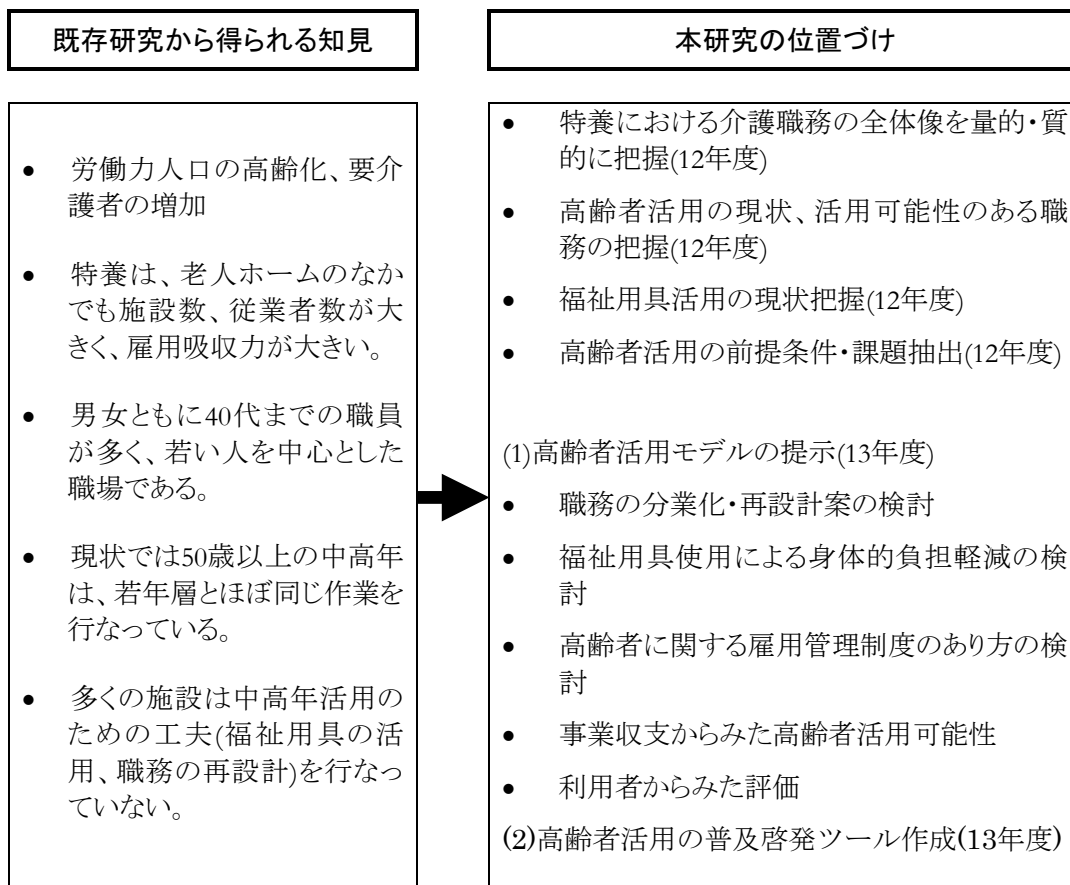 既存研究から得られる知見
• 労働力人口の高齢化、要介
護者の増加
• 特養は、老人ホームのなか
でも施設数、従業者数が大
きく、雇用吸収力が大きい。
• 男女ともに40代までの職員
が多く、若い人を中心とした
職場である。
• 現状では50歳以上の中高年
は、若年層とほぼ同じ作業を
行なっている。
• 多くの施設は中高年活用の
ための工夫(福祉用具の活
用、職務の再設計)を行なっ
ていない。
本研究の位置づけ
• 特養における介護職務の全体像を量的・質
的に把握(12年度)
• 高齢者活用の現状、活用可能性のある職
務の把握(12年度)
• 福祉用具活用の現状把握(12年度)
• 高齢者活用の前提条件・課題抽出(12年度)
(1)高齢者活用モデルの提示(13年度)
• 職務の分業化・再設計案の検討
• 福祉用具使用による身体的負担軽減の検
討
• 高齢者に関する雇用管理制度のあり方の検
討
• 事業収支からみた高齢者活用可能性
• 利用者からみた評価
(2)高齢者活用の普及啓発ツール作成(13年度)